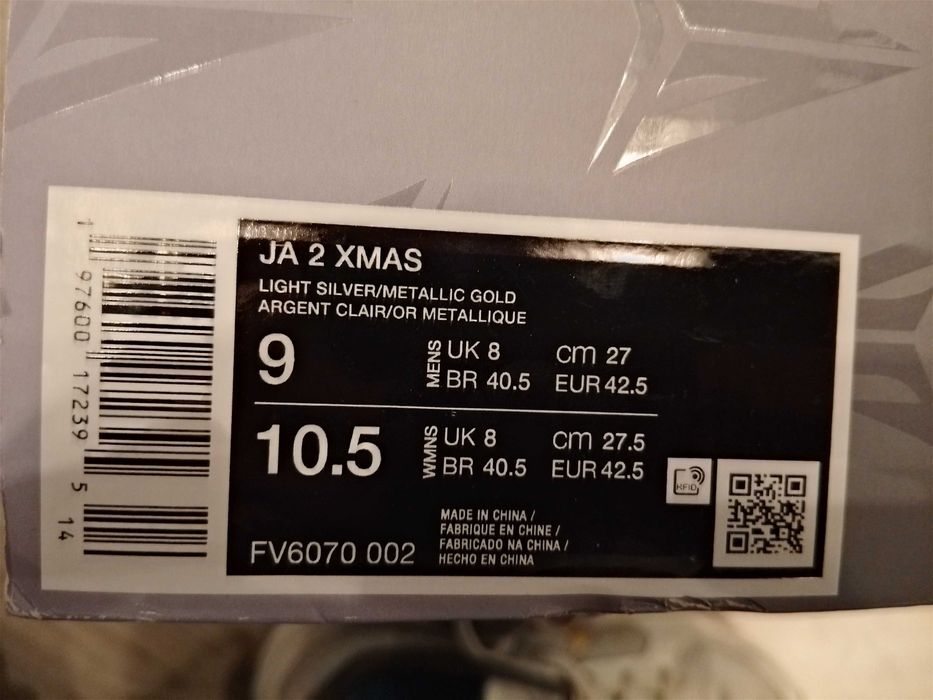 JA 2 XMAS
LIGHT SILVER/METALLIC GOLD
ARGENT CLAIR/OR METALLIQUE
9 MENS UK 8 cm 27
BR 40.5 EUR 42.5
10.5 WMNS UK 8 cm 27.5
BR 40.5 EUR 42.5
RFID
FV6070 002
MADE IN CHINA /
FABRIQUE EN CHINE /
FABRICADO NA CHINA /
HECHO EN CHINA
1 97600 17239 5 14